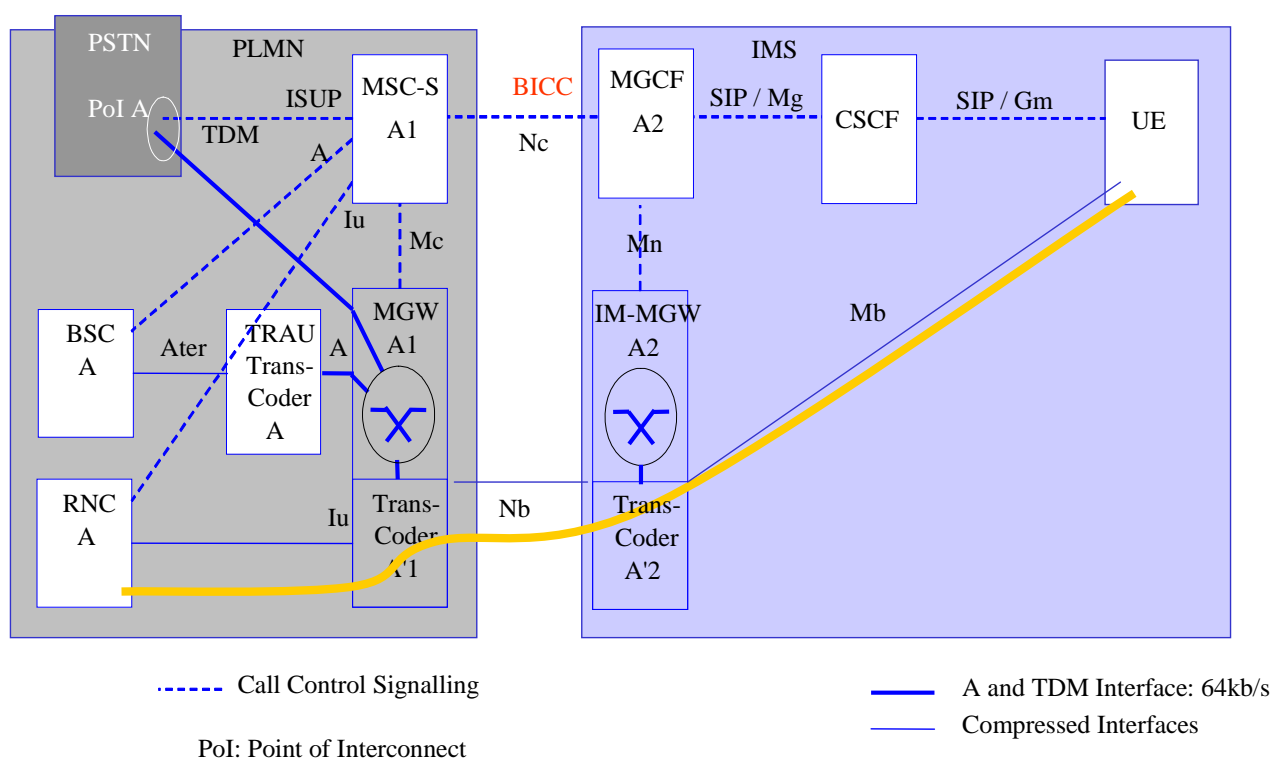 PSTN
PLMN
IMS
PoI A
ISUP
TDM
MSC-S
A1
BICC
Nc
MGCF
A2
SIP / Mg
CSCF
SIP / Gm
UE
A
Iu
Mc
Mn
Mb
BSC
A
Ater
TRAU
Trans-
Coder
A
A
MGW
A1
IM-MGW
A2
RNC
A
Iu
Trans-
Coder
A'1
Nb
Trans-
Coder
A'2
Call Control Signalling
A and TDM Interface: 64kb/s
Compressed Interfaces
PoI: Point of Interconnect